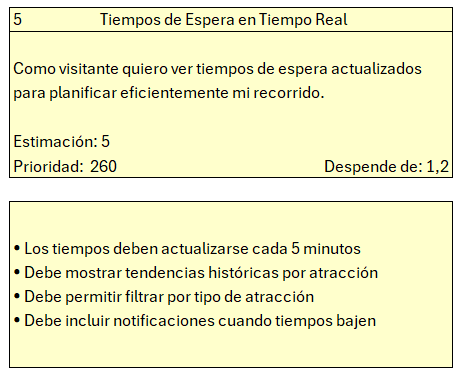 5 Tiempos de Espera en Tiempo Real
Como visitante quiero ver tiempos de espera actualizados
para planificar eficientemente mi recorrido.
Estimación: 5
Prioridad: 260 Despende de: 1,2
• Los tiempos deben actualizarse cada 5 minutos
• Debe mostrar tendencias históricas por atracción
• Debe permitir filtrar por tipo de atracción
• Debe incluir notificaciones cuando tiempos bajen